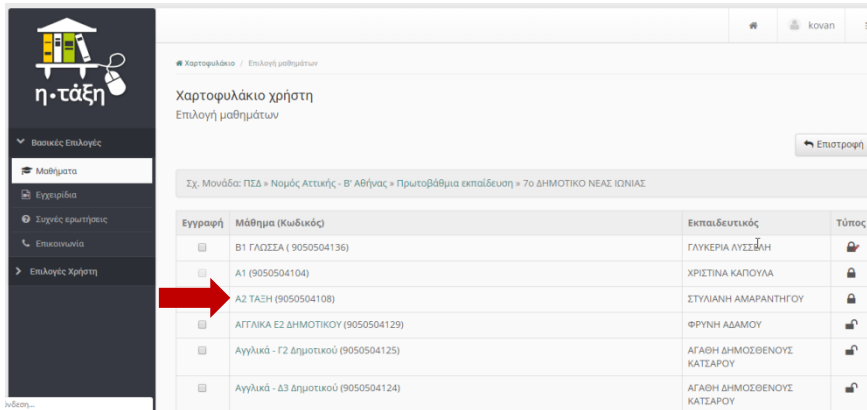 kovan
Χαρτοφυλάκιο / Επιλογή μαθημάτων
η·τάξη
Χαρτοφυλάκιο χρήστη
Επιλογή μαθημάτων
Βασικές Επιλογές
Επιστροφή
Μαθήματα
Σχ. Μονάδα: ΠΣΔ » Νομός Αττικής - Β' Αθήνας » Πρωτοβάθμια εκπαίδευση » 7ο ΔΗΜΟΤΙΚΟ ΝΕΑΣ ΙΩΝΙΑΣ
Εγχειρίδια
Συχνές ερωτήσεις
Επικοινωνία
Επιλογές Χρήστη
Εγγραφή Μάθημα (Κωδικός) Εκπαιδευτικός Τύπος
Β1 ΓΛΩΣΣΑ ( 9050504136) ΓΛΥΚΕΡΙΑ ΛΥΣΣΕΛΗ
Α1 (9050504104) ΧΡΙΣΤΙΝΑ ΚΑΠΟΥΛΑ
Α2 ΤΑΞΗ (9050504108) ΣΤΥΛΙΑΝΗ ΑΜΑΡΑΝΤΗΓΟΥ
ΑΓΓΛΙΚΑ Ε2 ΔΗΜΟΤΙΚΟΥ (9050504129) ΦΡΥΝΗ ΑΔΑΜΟΥ
Αγγλικά - Γ2 Δημοτικού (9050504125) ΑΓΑΘΗ ΔΗΜΟΣΘΕΝΟΥΣ
ΚΑΤΣΑΡΟΥ
Αγγλικά - Δ3 Δημοτικού (9050504124) ΑΓΑΘΗ ΔΗΜΟΣΘΕΝΟΥΣ
ΚΑΤΣΑΡΟΥ